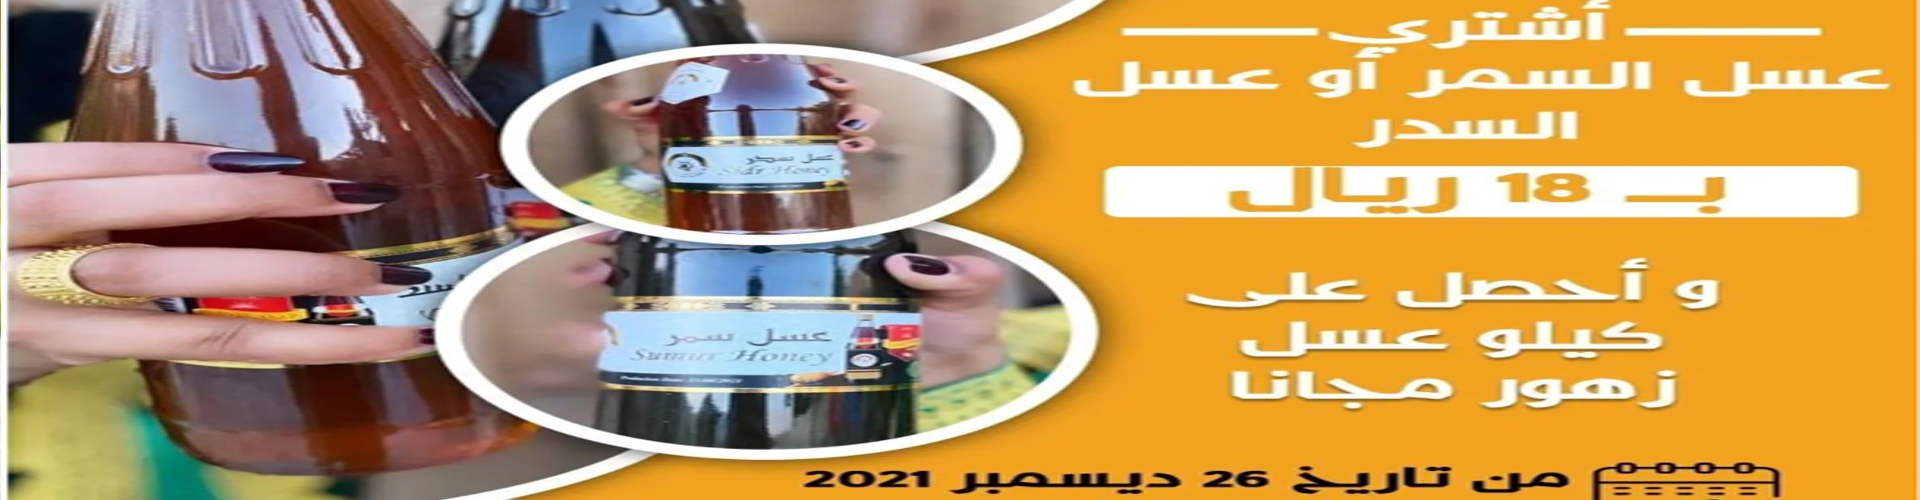 أشتري
عسل السمر أو عسل
السدر
بـ 18 ريال
و أحصل على
كيلو عسل
زهور مجانا
من تاريخ 26 ديسمبر 2021
عسل سدر
Sidr Honey
عسل سمر
Sumur Honey